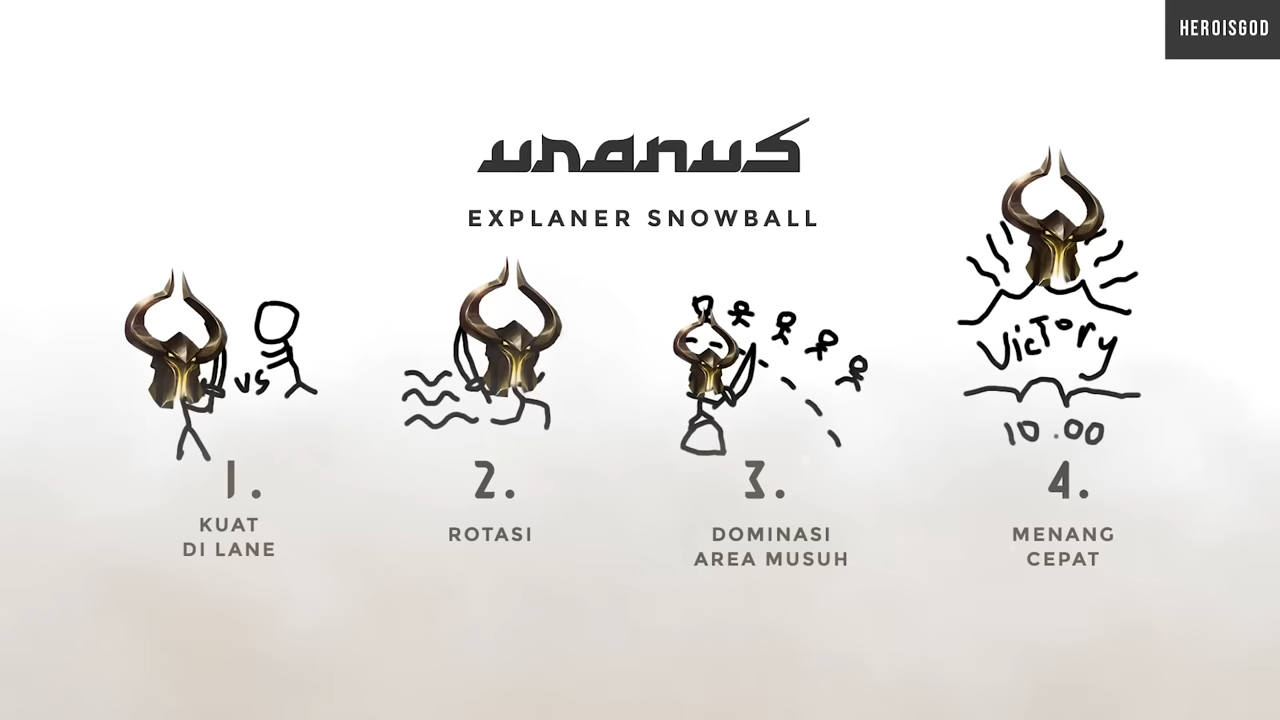 HEROISGOD
uranus
EXPLANER SNOWBALL
VS
VicTory
10.00
1.
KUAT
DI LANE
2.
ROTASI
3.
DOMINASI
AREA MUSUH
4.
MENANG
CEPAT